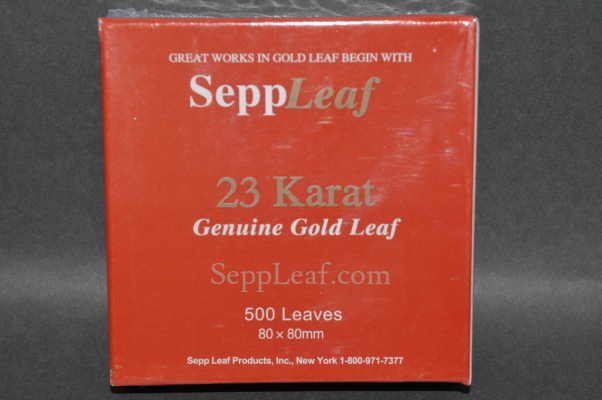 GREAT WORKS IN GOLD LEAF BEGIN WITH
SeppLeaf
23 Karat
Genuine Gold Leaf
SeppLeaf.com
500 Leaves
80 × 80mm
Sepp Leaf Products, Inc., New York 1-800-971-7377